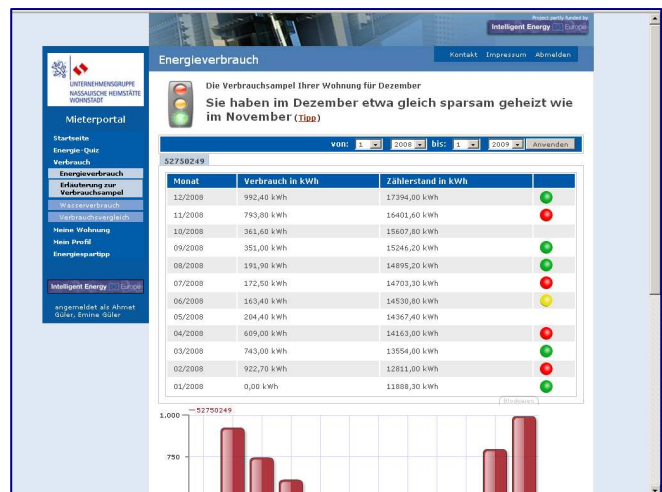 Project partly funded by
Intelligent Energy Europe
Energieverbrauch
Kontakt Impressum Abmelden
UNTERNEHMENSGRUPPE
NASSAUISCHE HEIMSTÄTTE
WOHNSTADT
Mieterportal
Startseite
Energie-Quiz
Verbrauch
Energieverbrauch
Erläuterung zur
Verbrauchsampel
Wasserverbrauch
Verbrauchsvergleich
Meine Wohnung
Mein Profil
Energiespartipp
Intelligent Energy Europe
angemeldet als Ahmet
Güler, Emine Güler
Die Verbrauchsampel Ihrer Wohnung für Dezember
Sie haben im Dezember etwa gleich sparsam geheizt wie
im November (Tipp)
von: 1 2008 bis: 1 2009 Anwenden
52750249
Monat Verbrauch in kWh Zählerstand in kWh
12/2008 992,40 kWh 17394,00 kWh
11/2008 793,80 kWh 16401,60 kWh
10/2008 361,60 kWh 15607,80 kWh
09/2008 351,00 kWh 15246,20 kWh
08/2008 191,90 kWh 14895,20 kWh
07/2008 172,50 kWh 14703,30 kWh
06/2008 163,40 kWh 14530,80 kWh
05/2008 204,40 kWh 14367,40 kWh
04/2008 609,00 kWh 14163,00 kWh
03/2008 743,00 kWh 13554,00 kWh
02/2008 922,70 kWh 12811,00 kWh
01/2008 0,00 kWh 11888,30 kWh
Blockieren
52750249
1,000
750